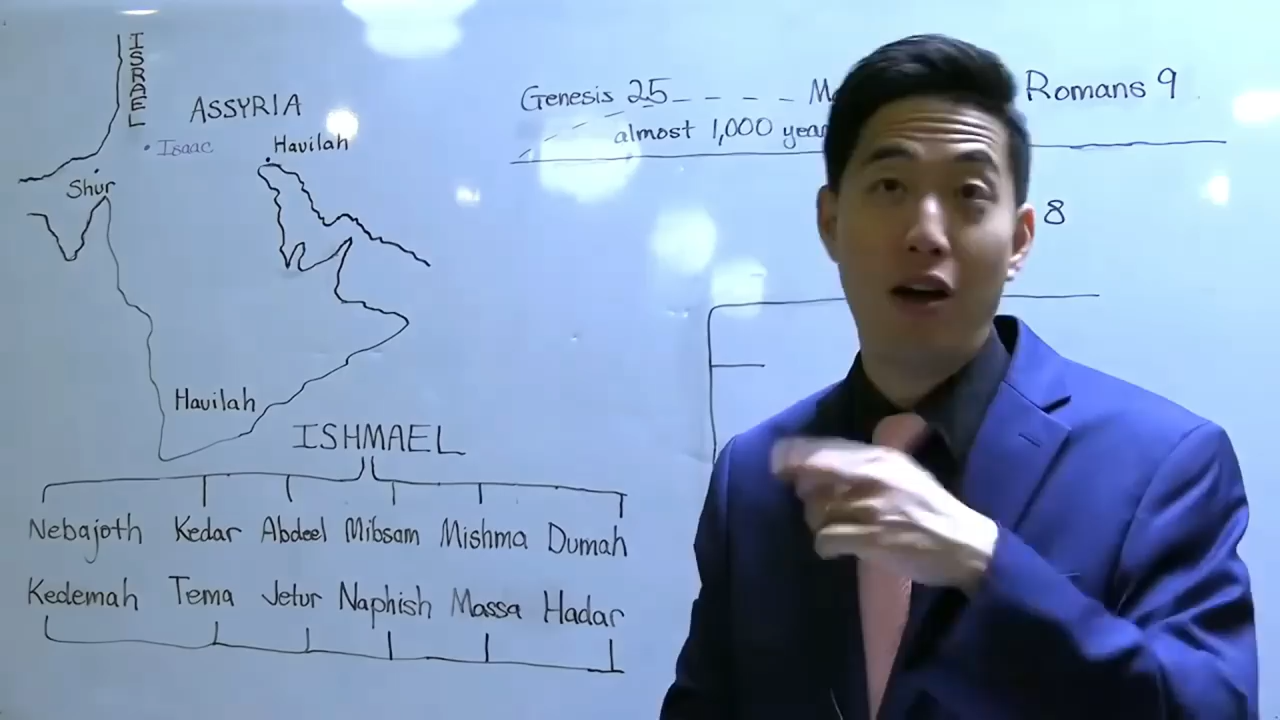 ISRAEL
ASSYRIA
Isaac
Havilah
Shur
Havilah
Genesis 25 Romans 9
almost 1,000
8
ISHMAEL
Nebajoth Kedar Abdeel Mibsam Mishma Dumah
Kedemah Tema Jetur Naphish Massa Hadar